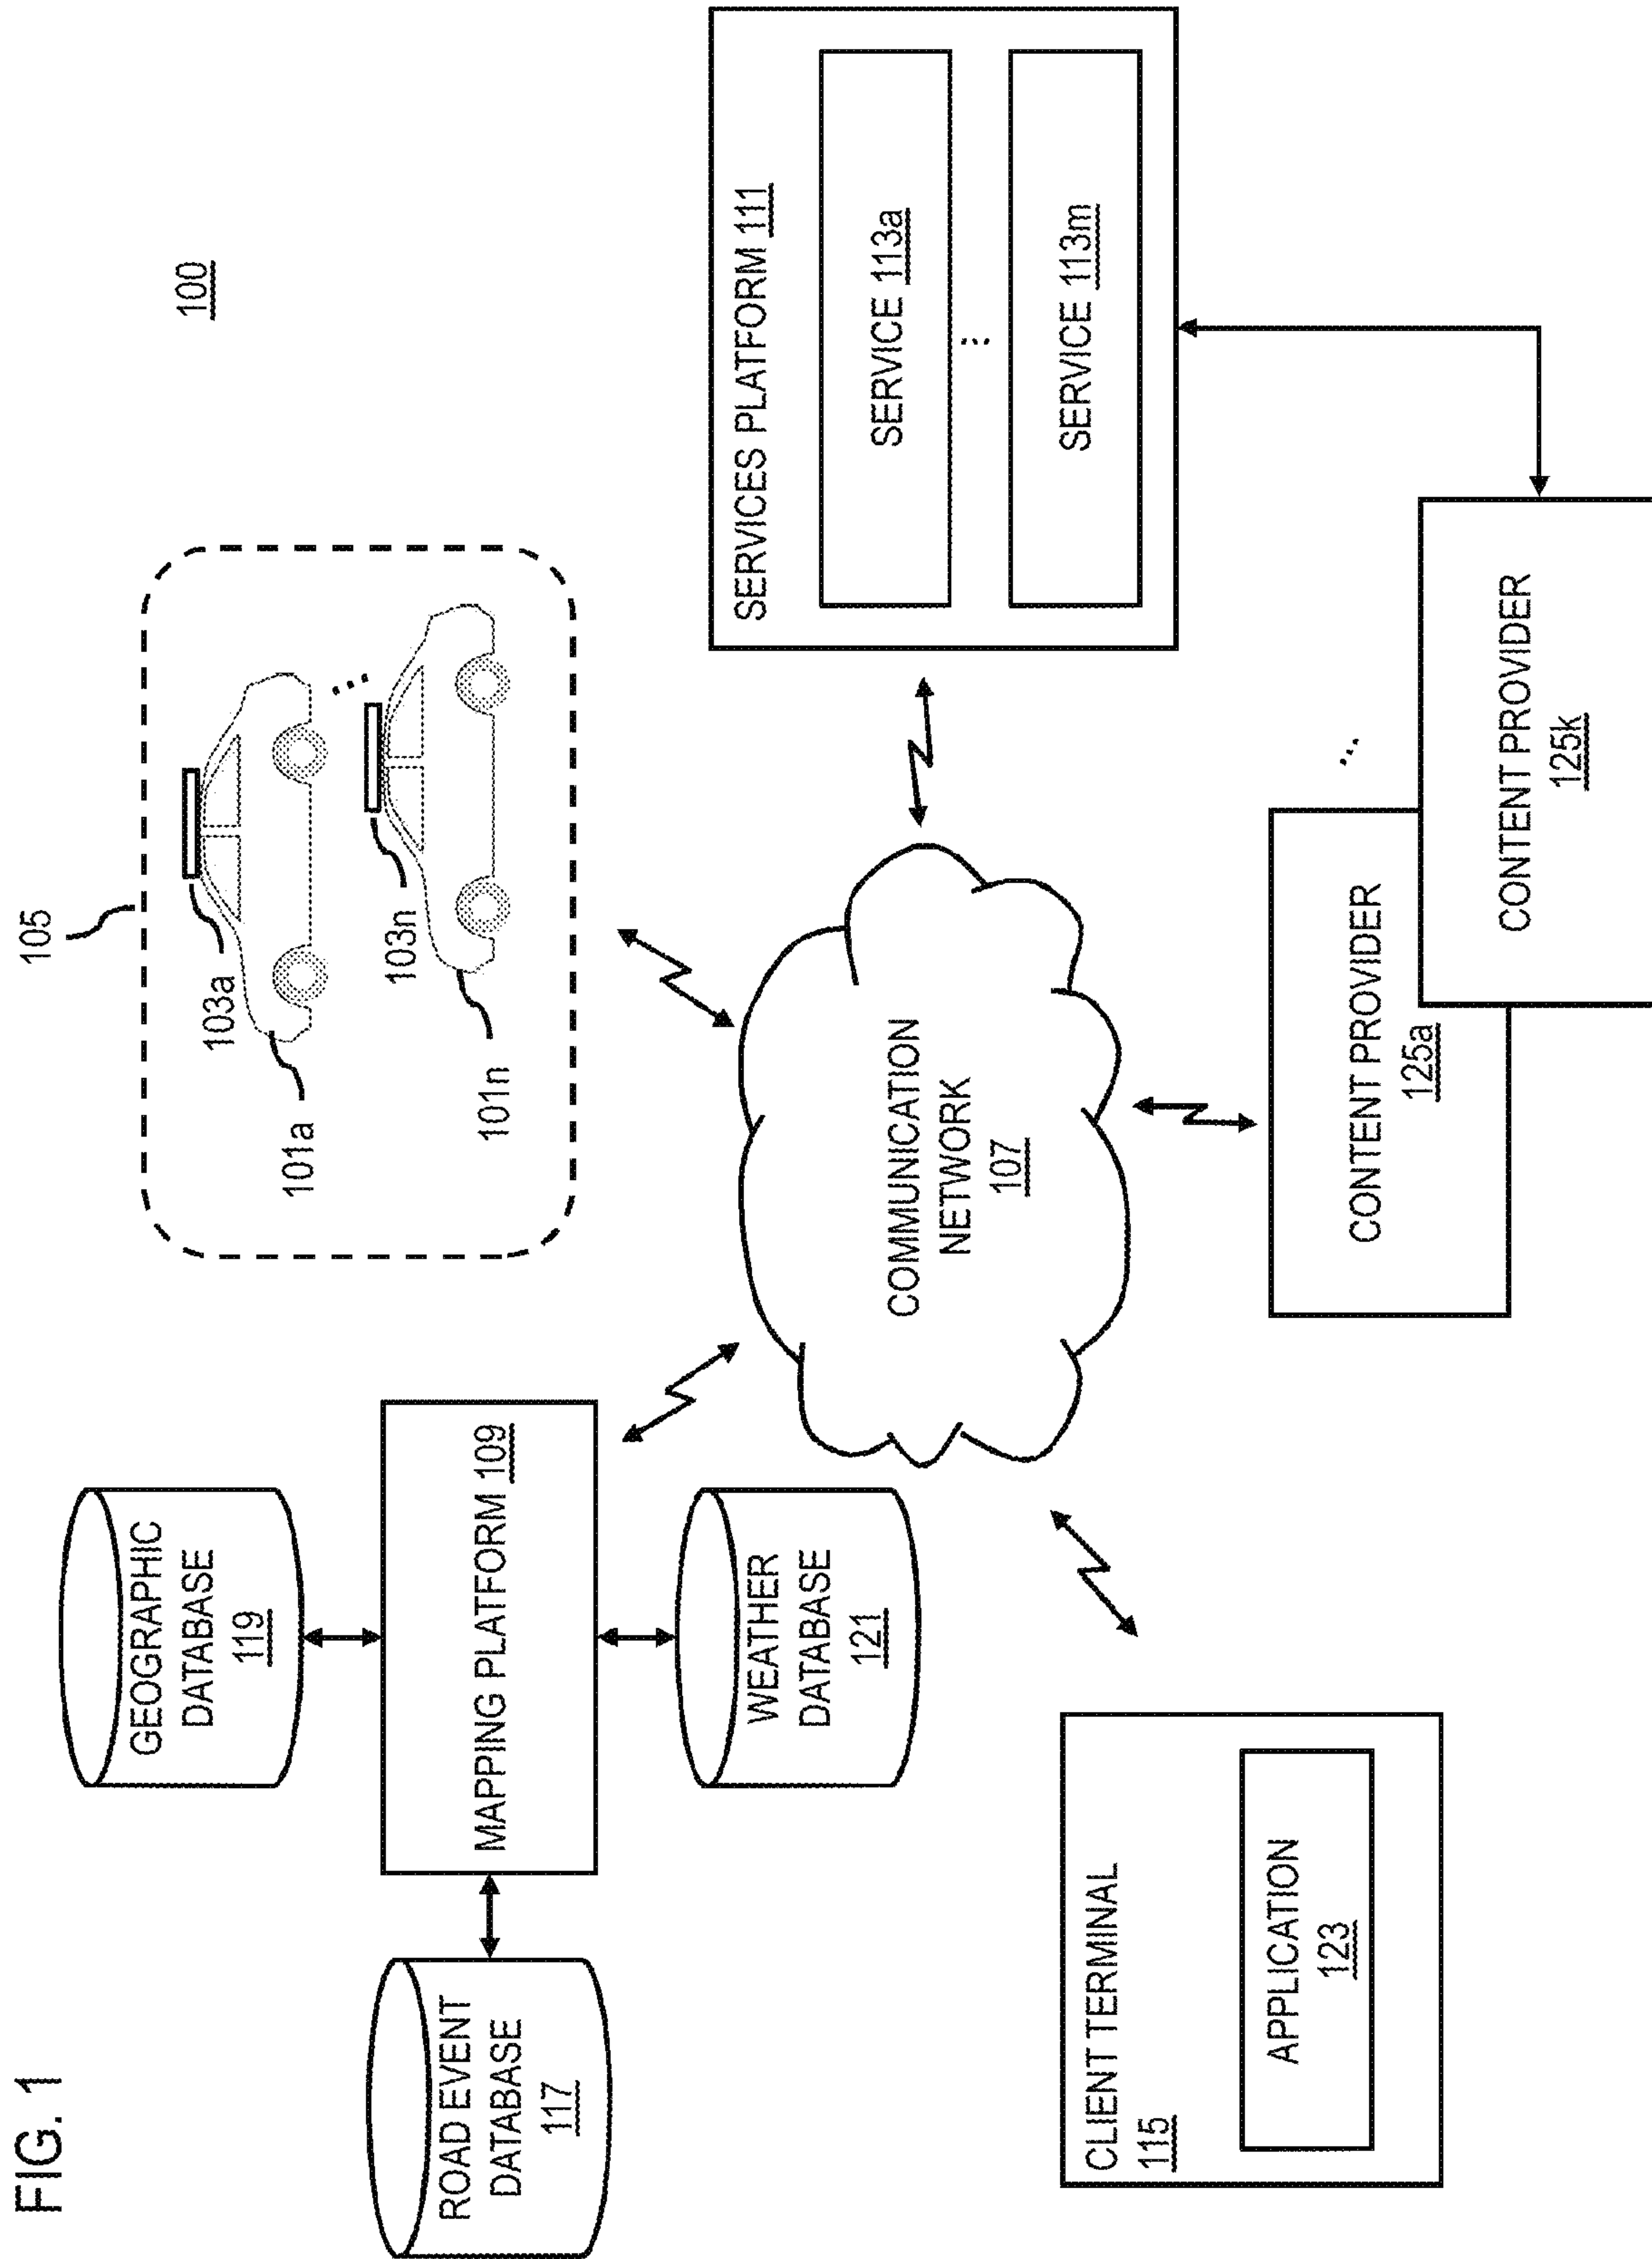 FIG. 1
100
105
103a
101a
103n
101n
...
GEOGRAPHIC
DATABASE
119
ROAD EVENT
DATABASE
117
MAPPING PLATFORM 109
WEATHER
DATABASE
121
COMMUNICATION
NETWORK
107
SERVICES PLATFORM 111
SERVICE 113a
...
SERVICE 113m
CLIENT TERMINAL
115
APPLICATION
123
CONTENT PROVIDER
125a
...
CONTENT PROVIDER
125k